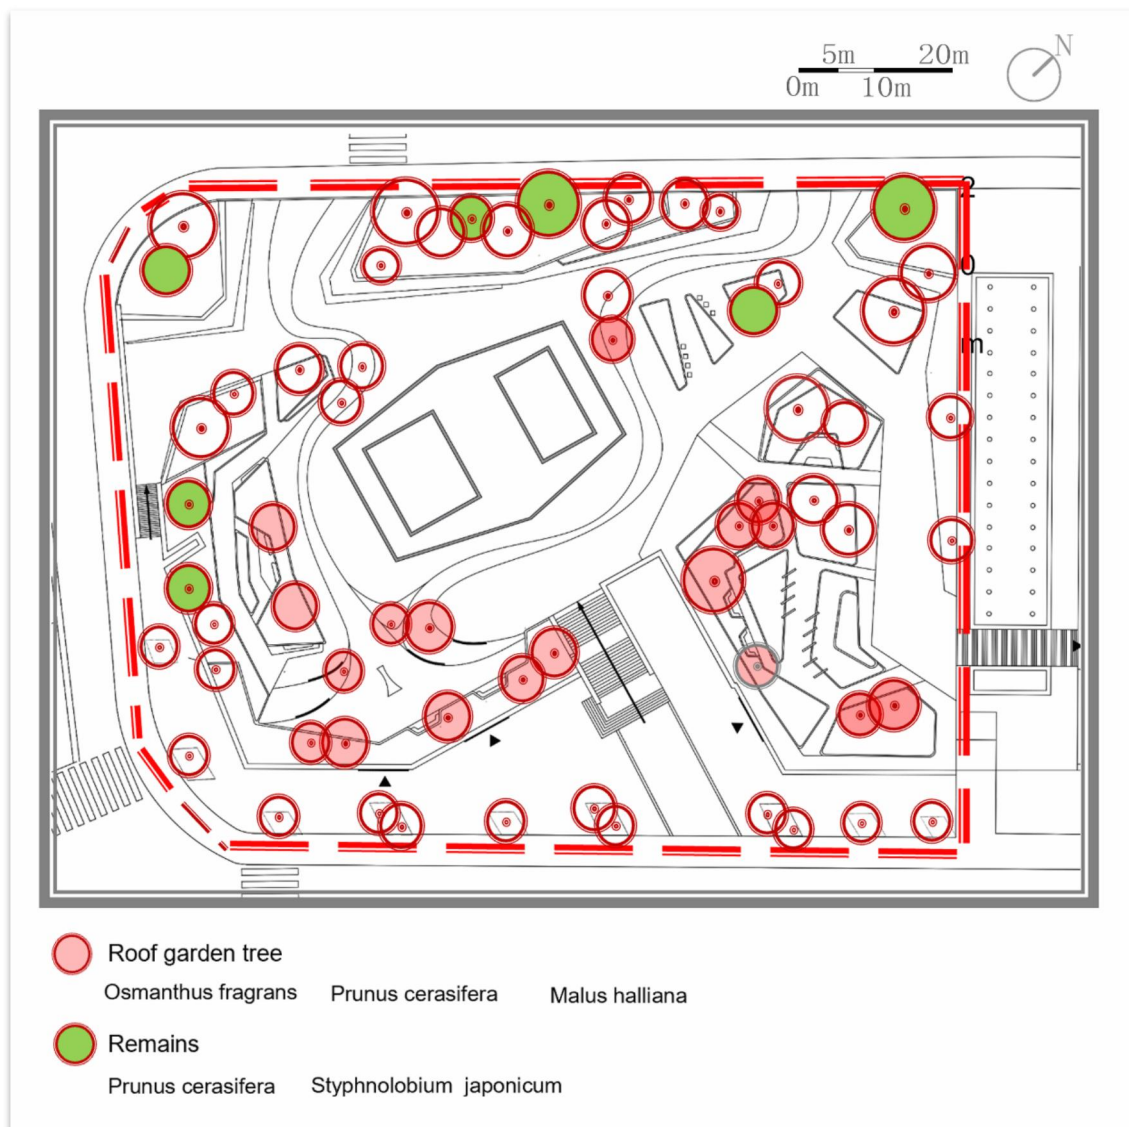 5m 20m
N
0m 10m
2
0
m
Roof garden tree
Osmanthus fragrans Prunus cerasifera Malus halliana
Remains
Prunus cerasifera Styphnolobium japonicum